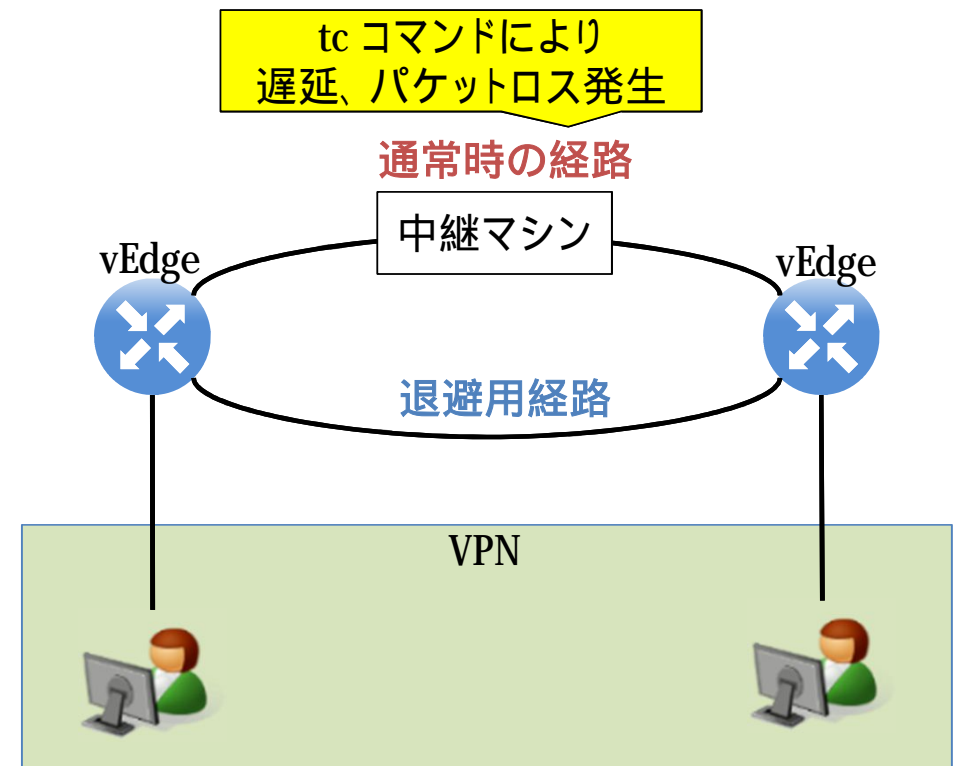 tc コマンドにより
遅延、パケットロス発生
通常時の経路
中継マシン
vEdge
vEdge
退避用経路
VPN